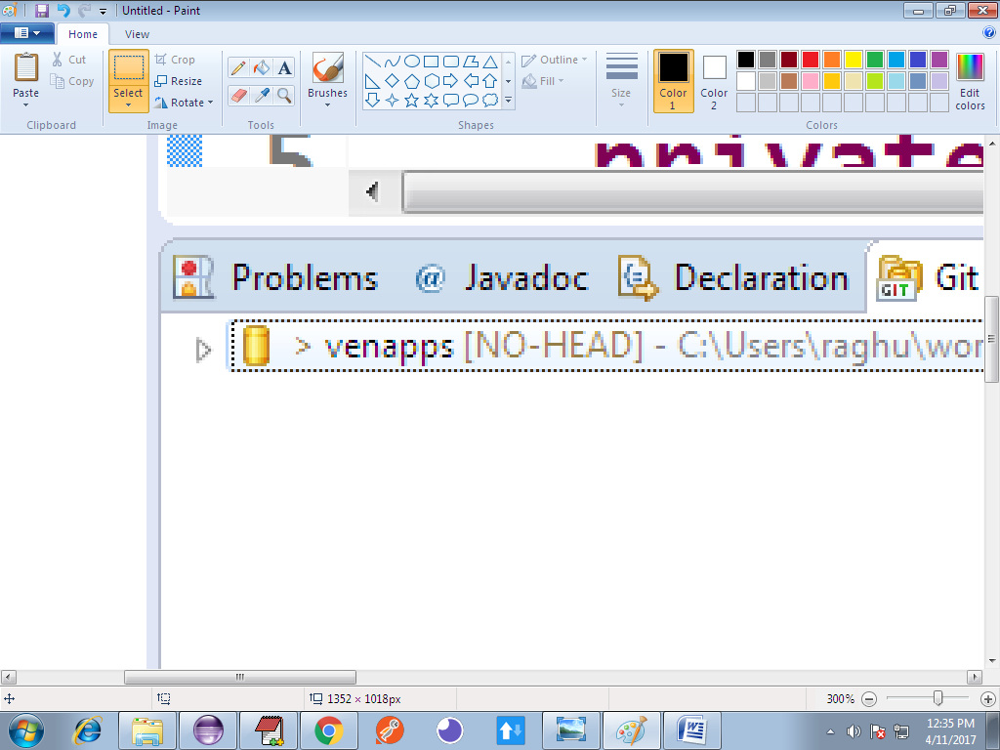 Untitled - Paint
Home View
Paste Cut Copy
Clipboard
Select Crop Resize Rotate
Image
A
Tools
Brushes
Shapes
Outline Fill
Size
Color 1 Color 2
Edit colors
Colors
5 private
Problems @ Javadoc Declaration GIT Git
> venapps [NO-HEAD] - C:\Users\raghu\wor
1352 × 1018px 300%
12:35 PM
4/11/2017